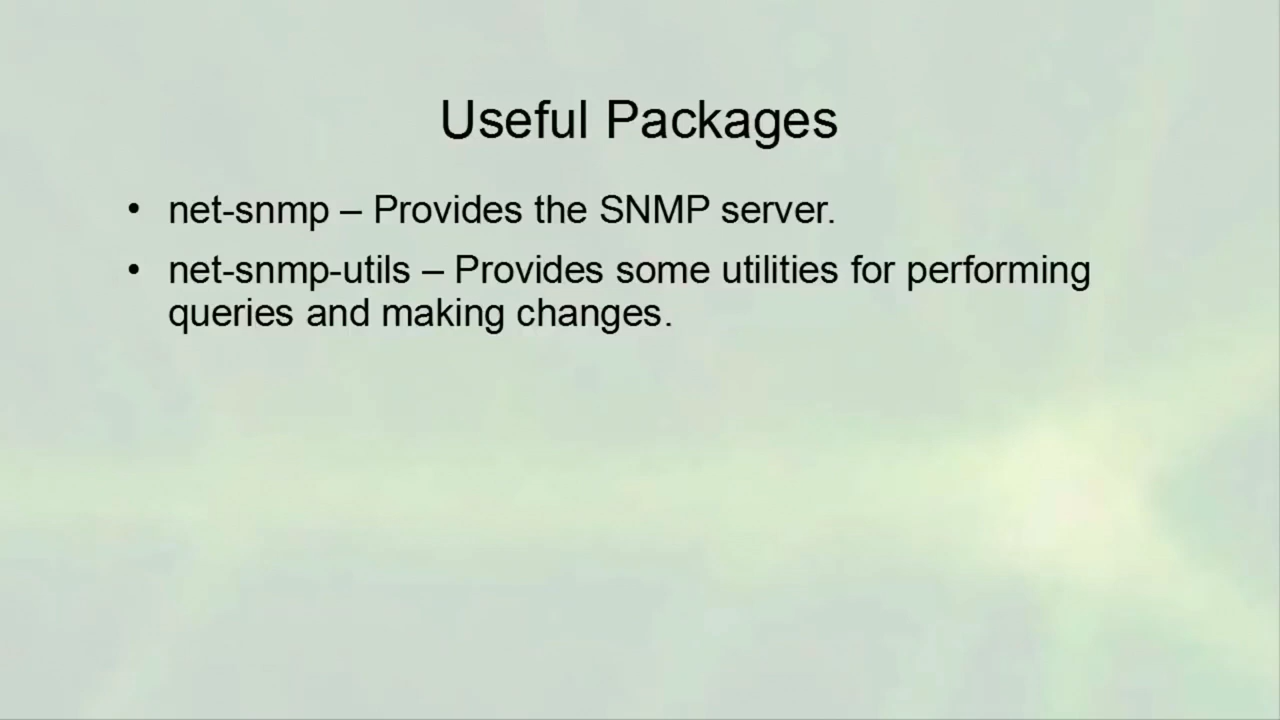 Useful Packages
• net-snmp – Provides the SNMP server.
• net-snmp-utils – Provides some utilities for performing
queries and making changes.